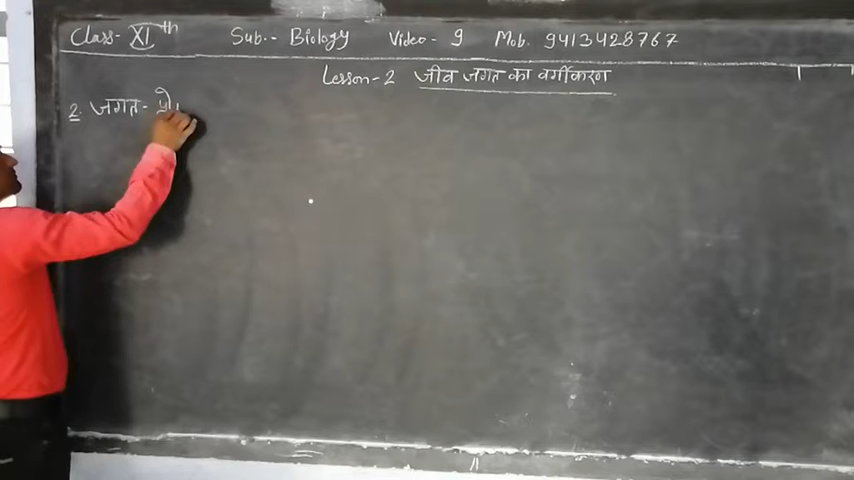 Class- XIth Sub.- Biology Video- 9 Mob. 9413428767
Lesson-2 जीव जगत का वर्गीकरण
2. जगत- प्रो